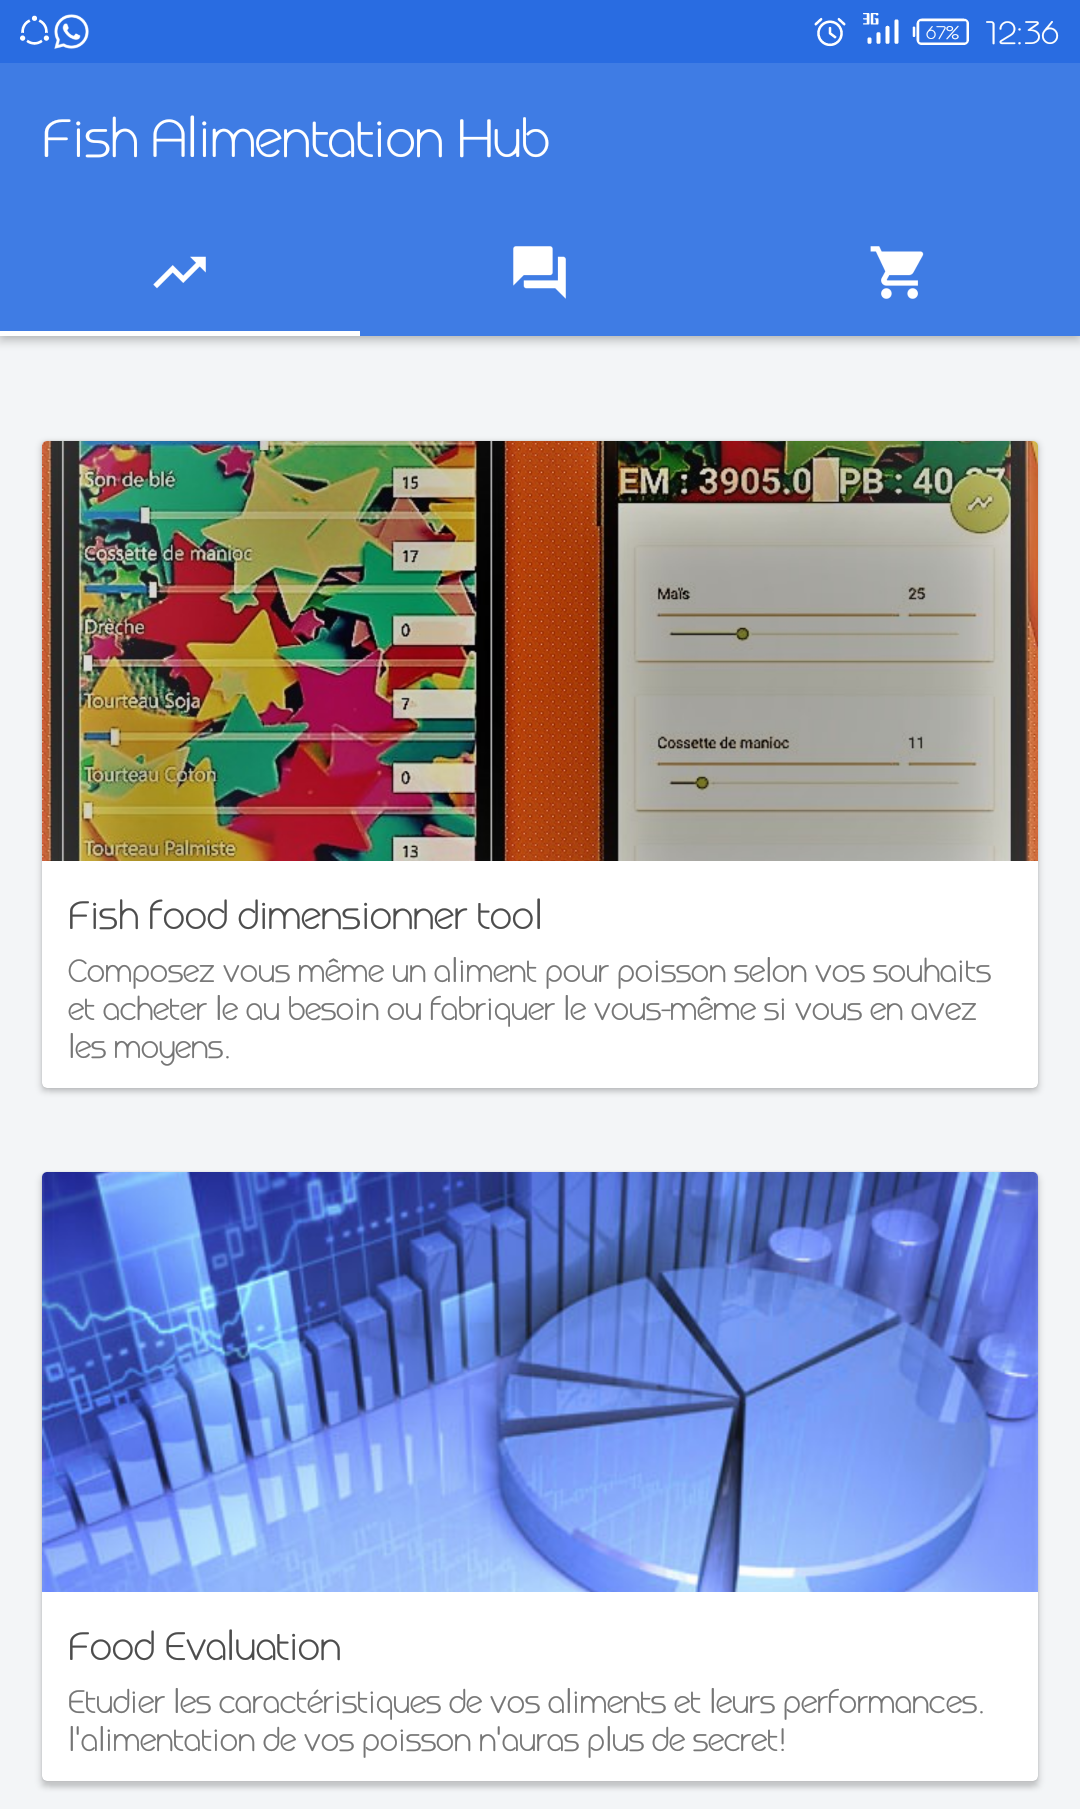 3G
67%
12:36
Fish Alimentation Hub
Son de blé
15
Cossette de manioc
17
Drèche
0
Tourteau Soja
7
Tourteau Coton
0
Tourteau Palmiste
13
EM : 3905.0 PB : 40
Maïs
25
Cossette de manioc
11
Fish food dimensionner tool
Composez vous même un aliment pour poisson selon vos souhaits
et acheter le au besoin ou fabriquer le vous-même si vous en avez
les moyens.
Food Evaluation
Etudier les caractéristiques de vos aliments et leurs performances.
l'alimentation de vos poisson n'auras plus de secret!